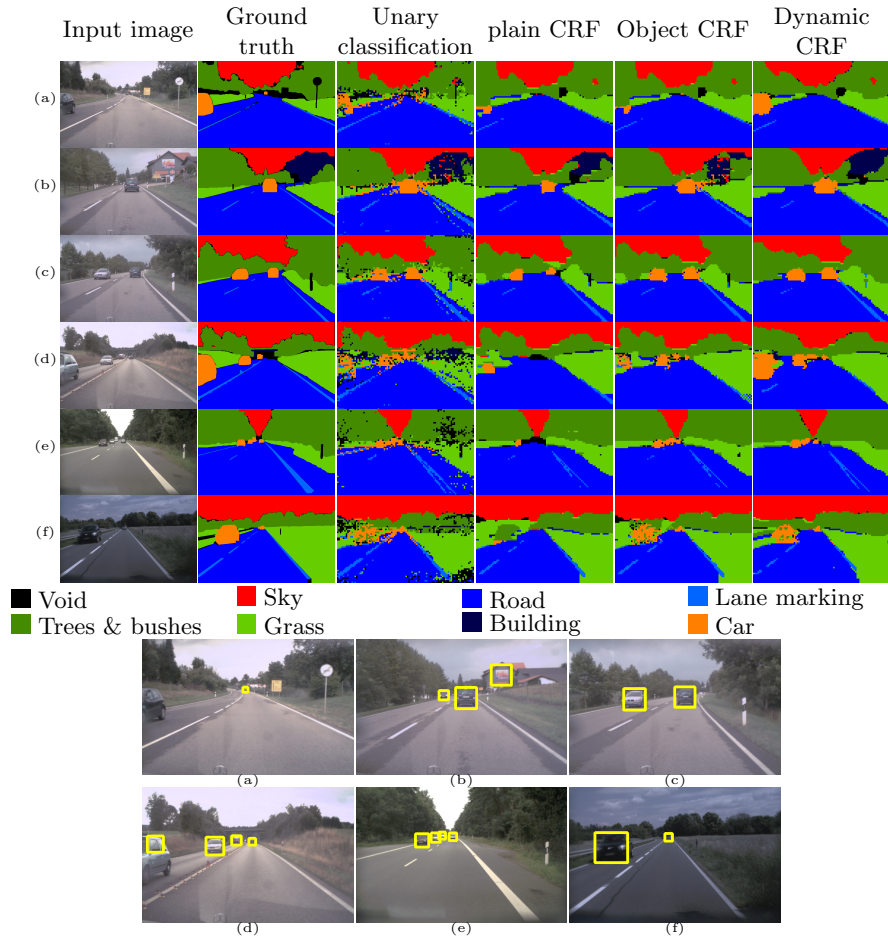 Input image Ground truth Unary classification plain CRF Object CRF Dynamic CRF
(a)
(b)
(c)
(d)
(e)
(f)
Void Sky Road Lane marking
Trees & bushes Grass Building Car
(a) (b) (c)
(d) (e) (f)